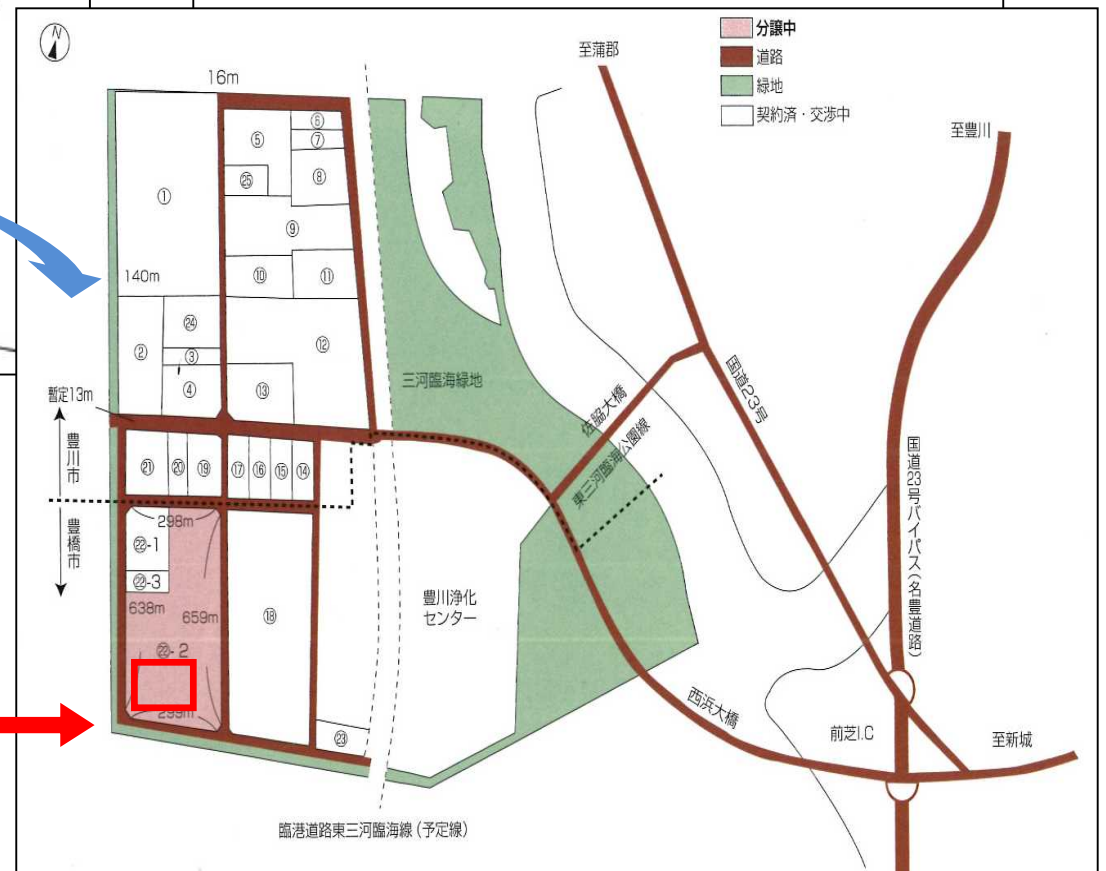 16m
至蒲郡
分譲中
道路
緑地
契約済・交渉中
至豊川
①
⑤
⑥
⑦
⑧
㉕
⑨
⑩
⑪
140m
②
㉔
③
④
⑫
⑬
三河臨海緑地
佐脇大橋
東三河臨海公園線
国道23号
国道23号バイパス(名豊道路)
暫定13m
豊川市
豊橋市
㉑
⑳
⑲
⑰
⑯
⑮
⑭
298m
㉒-1
㉒-3
638m
659m
㉒-2
299m
⑱
豊川浄化
センター
㉓
西浜大橋
前芝I.C
至新城
臨港道路東三河臨海線(予定線)